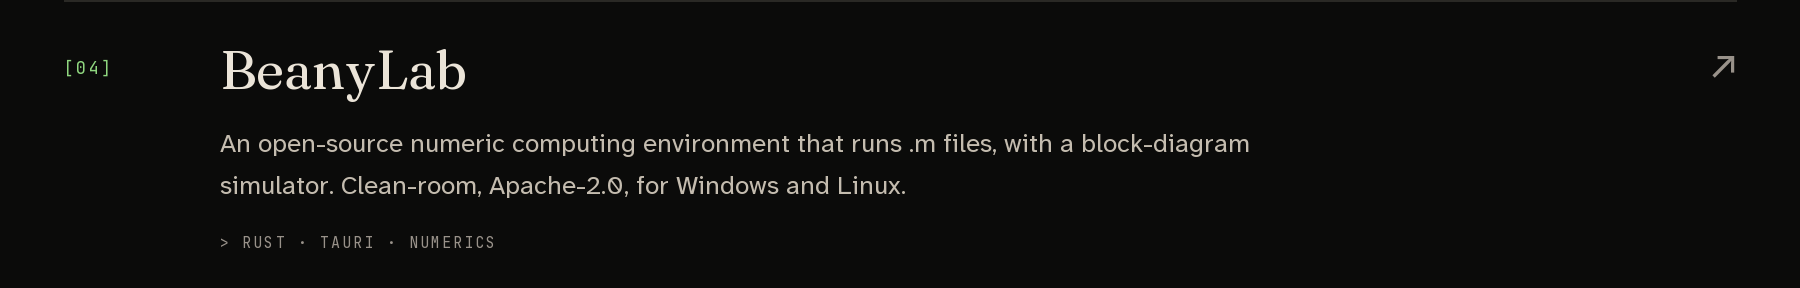 [04]
BeanyLab
An open-source numeric computing environment that runs .m files, with a block-diagram
simulator. Clean-room, Apache-2.0, for Windows and Linux.
> RUST · TAURI · NUMERICS